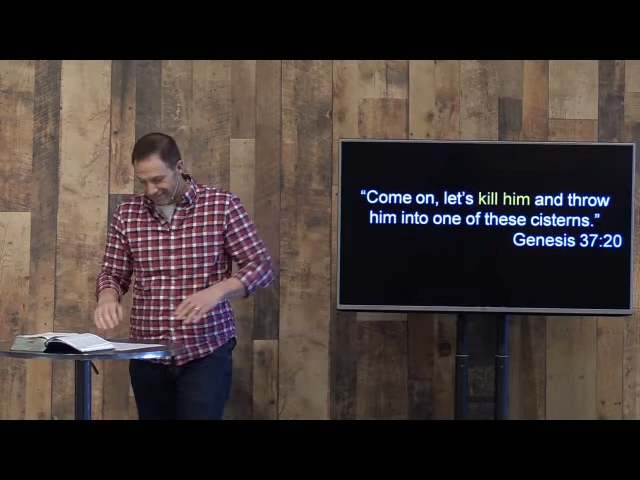 “Come on, let’s kill him and throw
him into one of these cisterns.”
Genesis 37:20